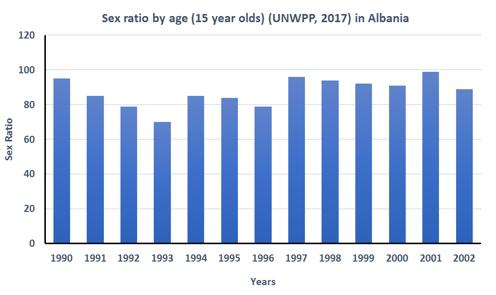 Sex ratio by age (15 year olds) (UNWPP, 2017) in Albania
120
100
80
60
40
20
0
Sex Ratio
1990 1991 1992 1993 1994 1995 1996 1997 1998 1999 2000 2001 2002
Years